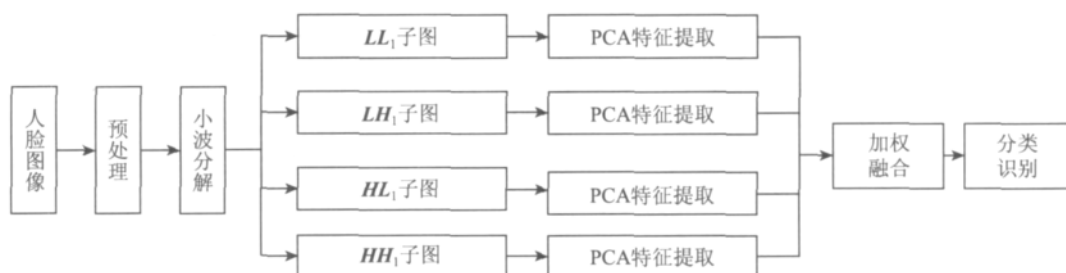 人脸图像
预处理
小波分解
LL₁子图
PCA特征提取
LH₁子图
PCA特征提取
HL₁子图
PCA特征提取
HH₁子图
PCA特征提取
加权
融合
分类
识别